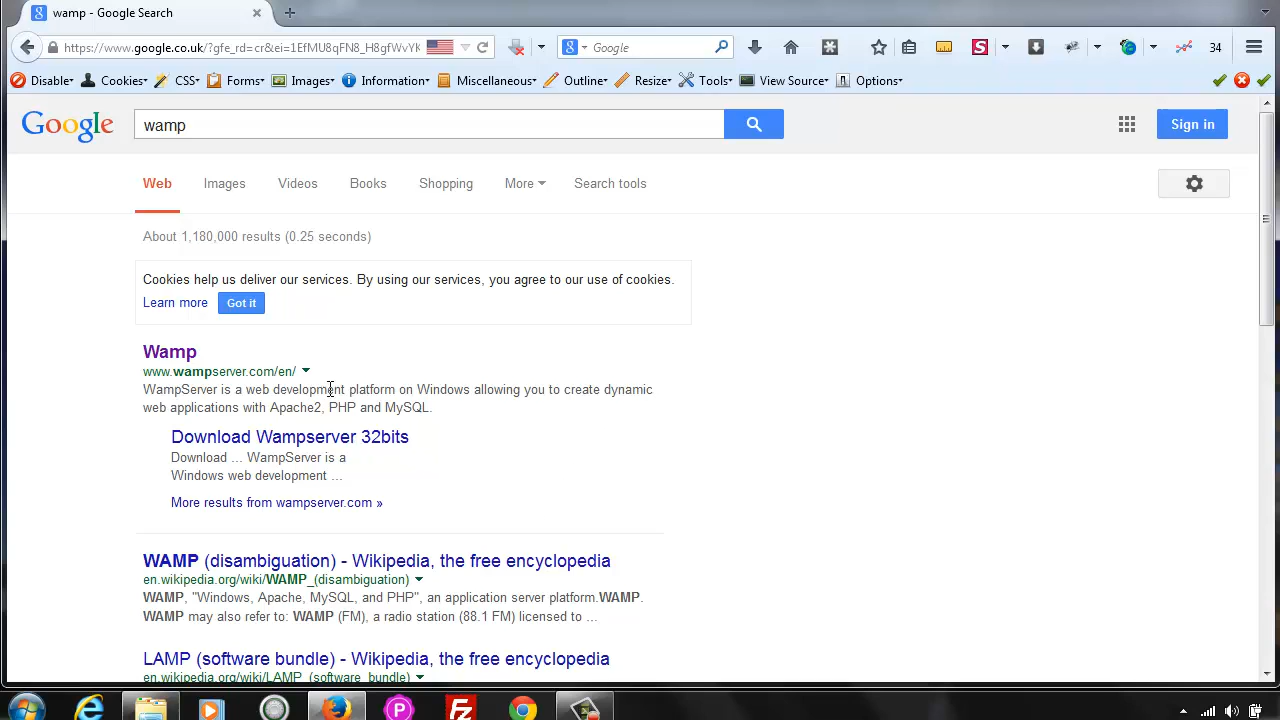 wamp - Google Search
https://www.google.co.uk/?gfe_rd=cr&ei=1EfMU8qFN8_H8gfWvYK
Google
34
Disable Cookies CSS Forms Images Information Miscellaneous Outline Resize Tools View Source Options
Google
wamp
Sign in
Web Images Videos Books Shopping More Search tools
About 1,180,000 results (0.25 seconds)
Cookies help us deliver our services. By using our services, you agree to our use of cookies.
Learn more Got it
Wamp
www.wampserver.com/en/
WampServer is a web development platform on Windows allowing you to create dynamic
web applications with Apache2, PHP and MySQL.
Download Wampserver 32bits
Download ... WampServer is a
Windows web development ...
More results from wampserver.com »
WAMP (disambiguation) - Wikipedia, the free encyclopedia
en.wikipedia.org/wiki/WAMP_(disambiguation)
WAMP, "Windows, Apache, MySQL, and PHP", an application server platform.WAMP.
WAMP may also refer to: WAMP (FM), a radio station (88.1 FM) licensed to ...
LAMP (software bundle) - Wikipedia, the free encyclopedia
en.wikipedia.org/wiki/LAMP_(software_bundle)